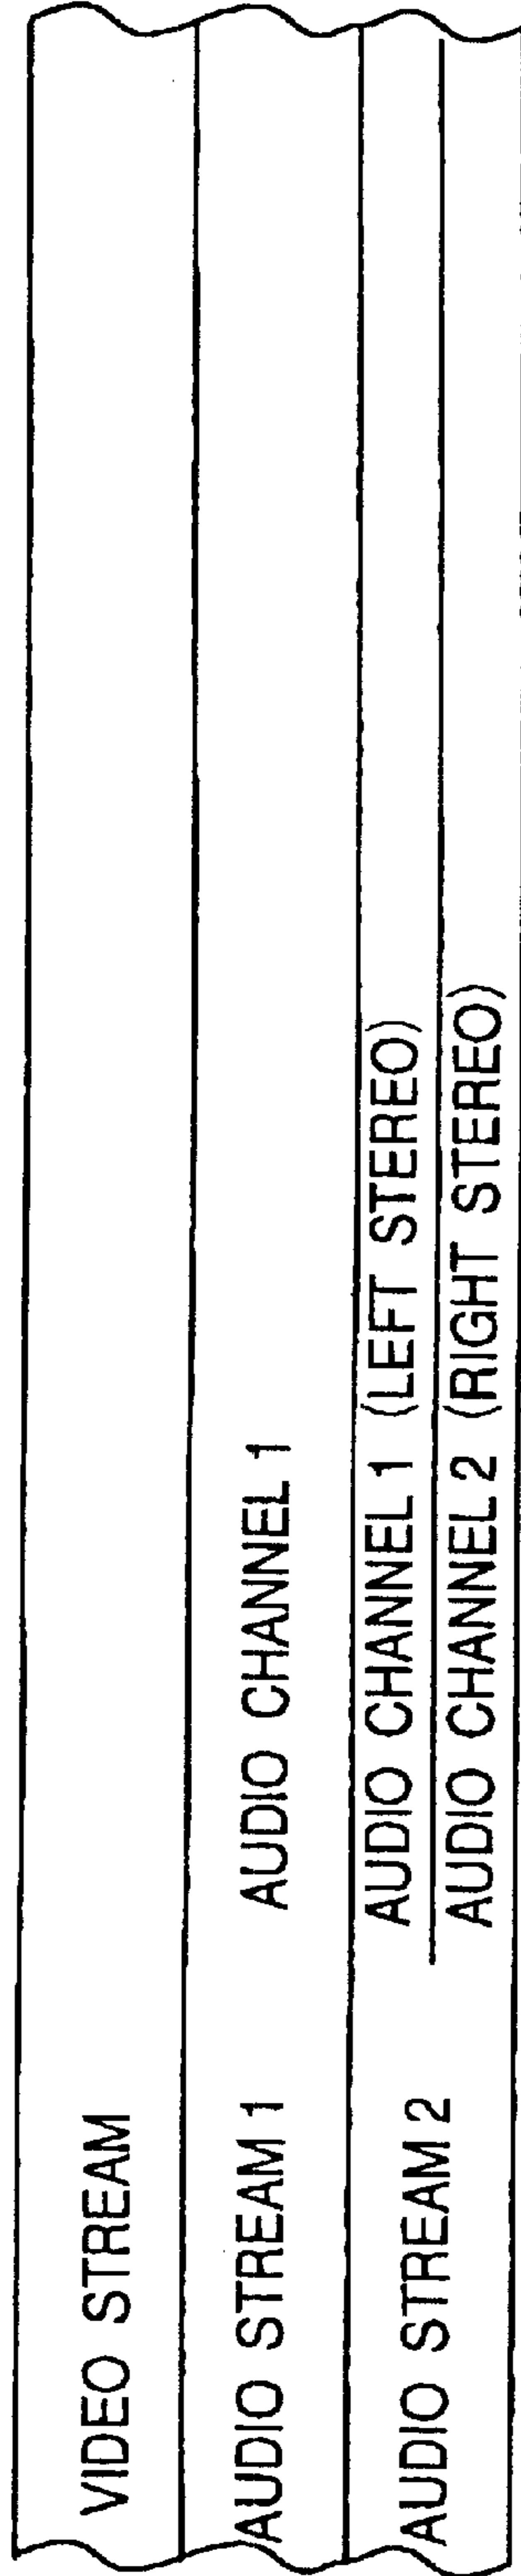 VIDEO STREAM
AUDIO STREAM 1 AUDIO CHANNEL 1
AUDIO STREAM 2 AUDIO CHANNEL 1 (LEFT STEREO)
AUDIO CHANNEL 2 (RIGHT STEREO)